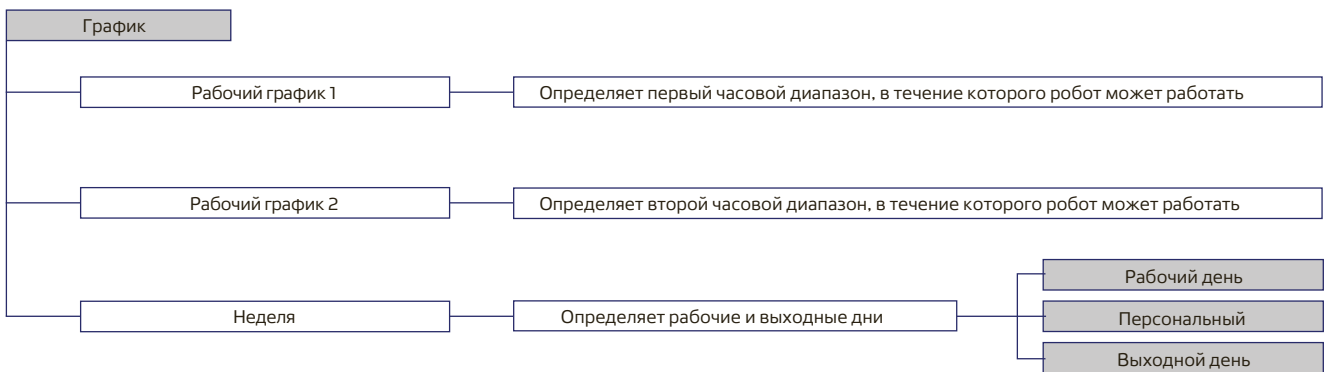 График
Рабочий график 1
Определяет первый часовой диапазон, в течение которого робот может работать
Рабочий график 2
Определяет второй часовой диапазон, в течение которого робот может работать
Рабочий день
Неделя
Определяет рабочие и выходные дни
Персональный
Выходной день